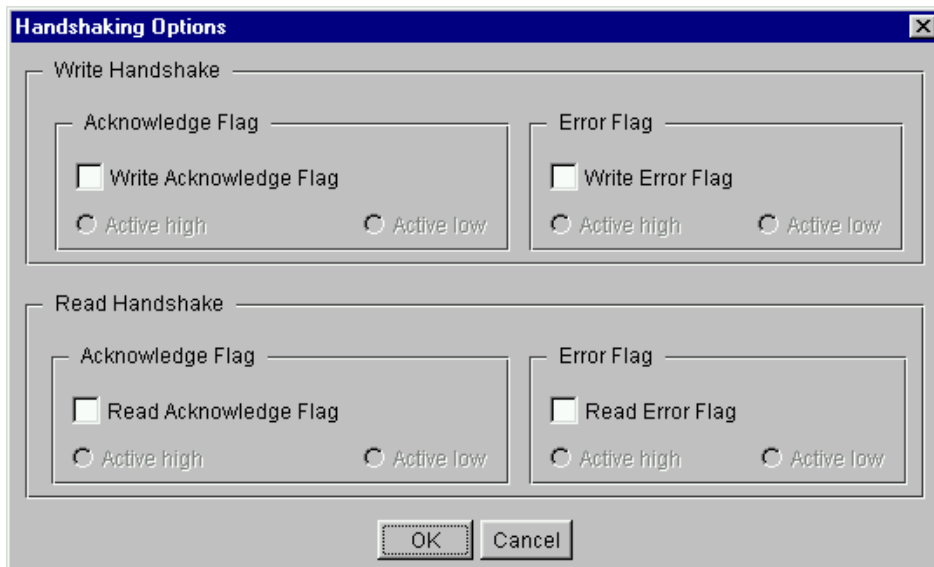 Handshaking Options
Write Handshake
Acknowledge Flag
Error Flag
Write Acknowledge Flag
Write Error Flag
Active high
Active low
Active high
Active low
Read Handshake
Acknowledge Flag
Error Flag
Read Acknowledge Flag
Read Error Flag
Active high
Active low
Active high
Active low
OK
Cancel